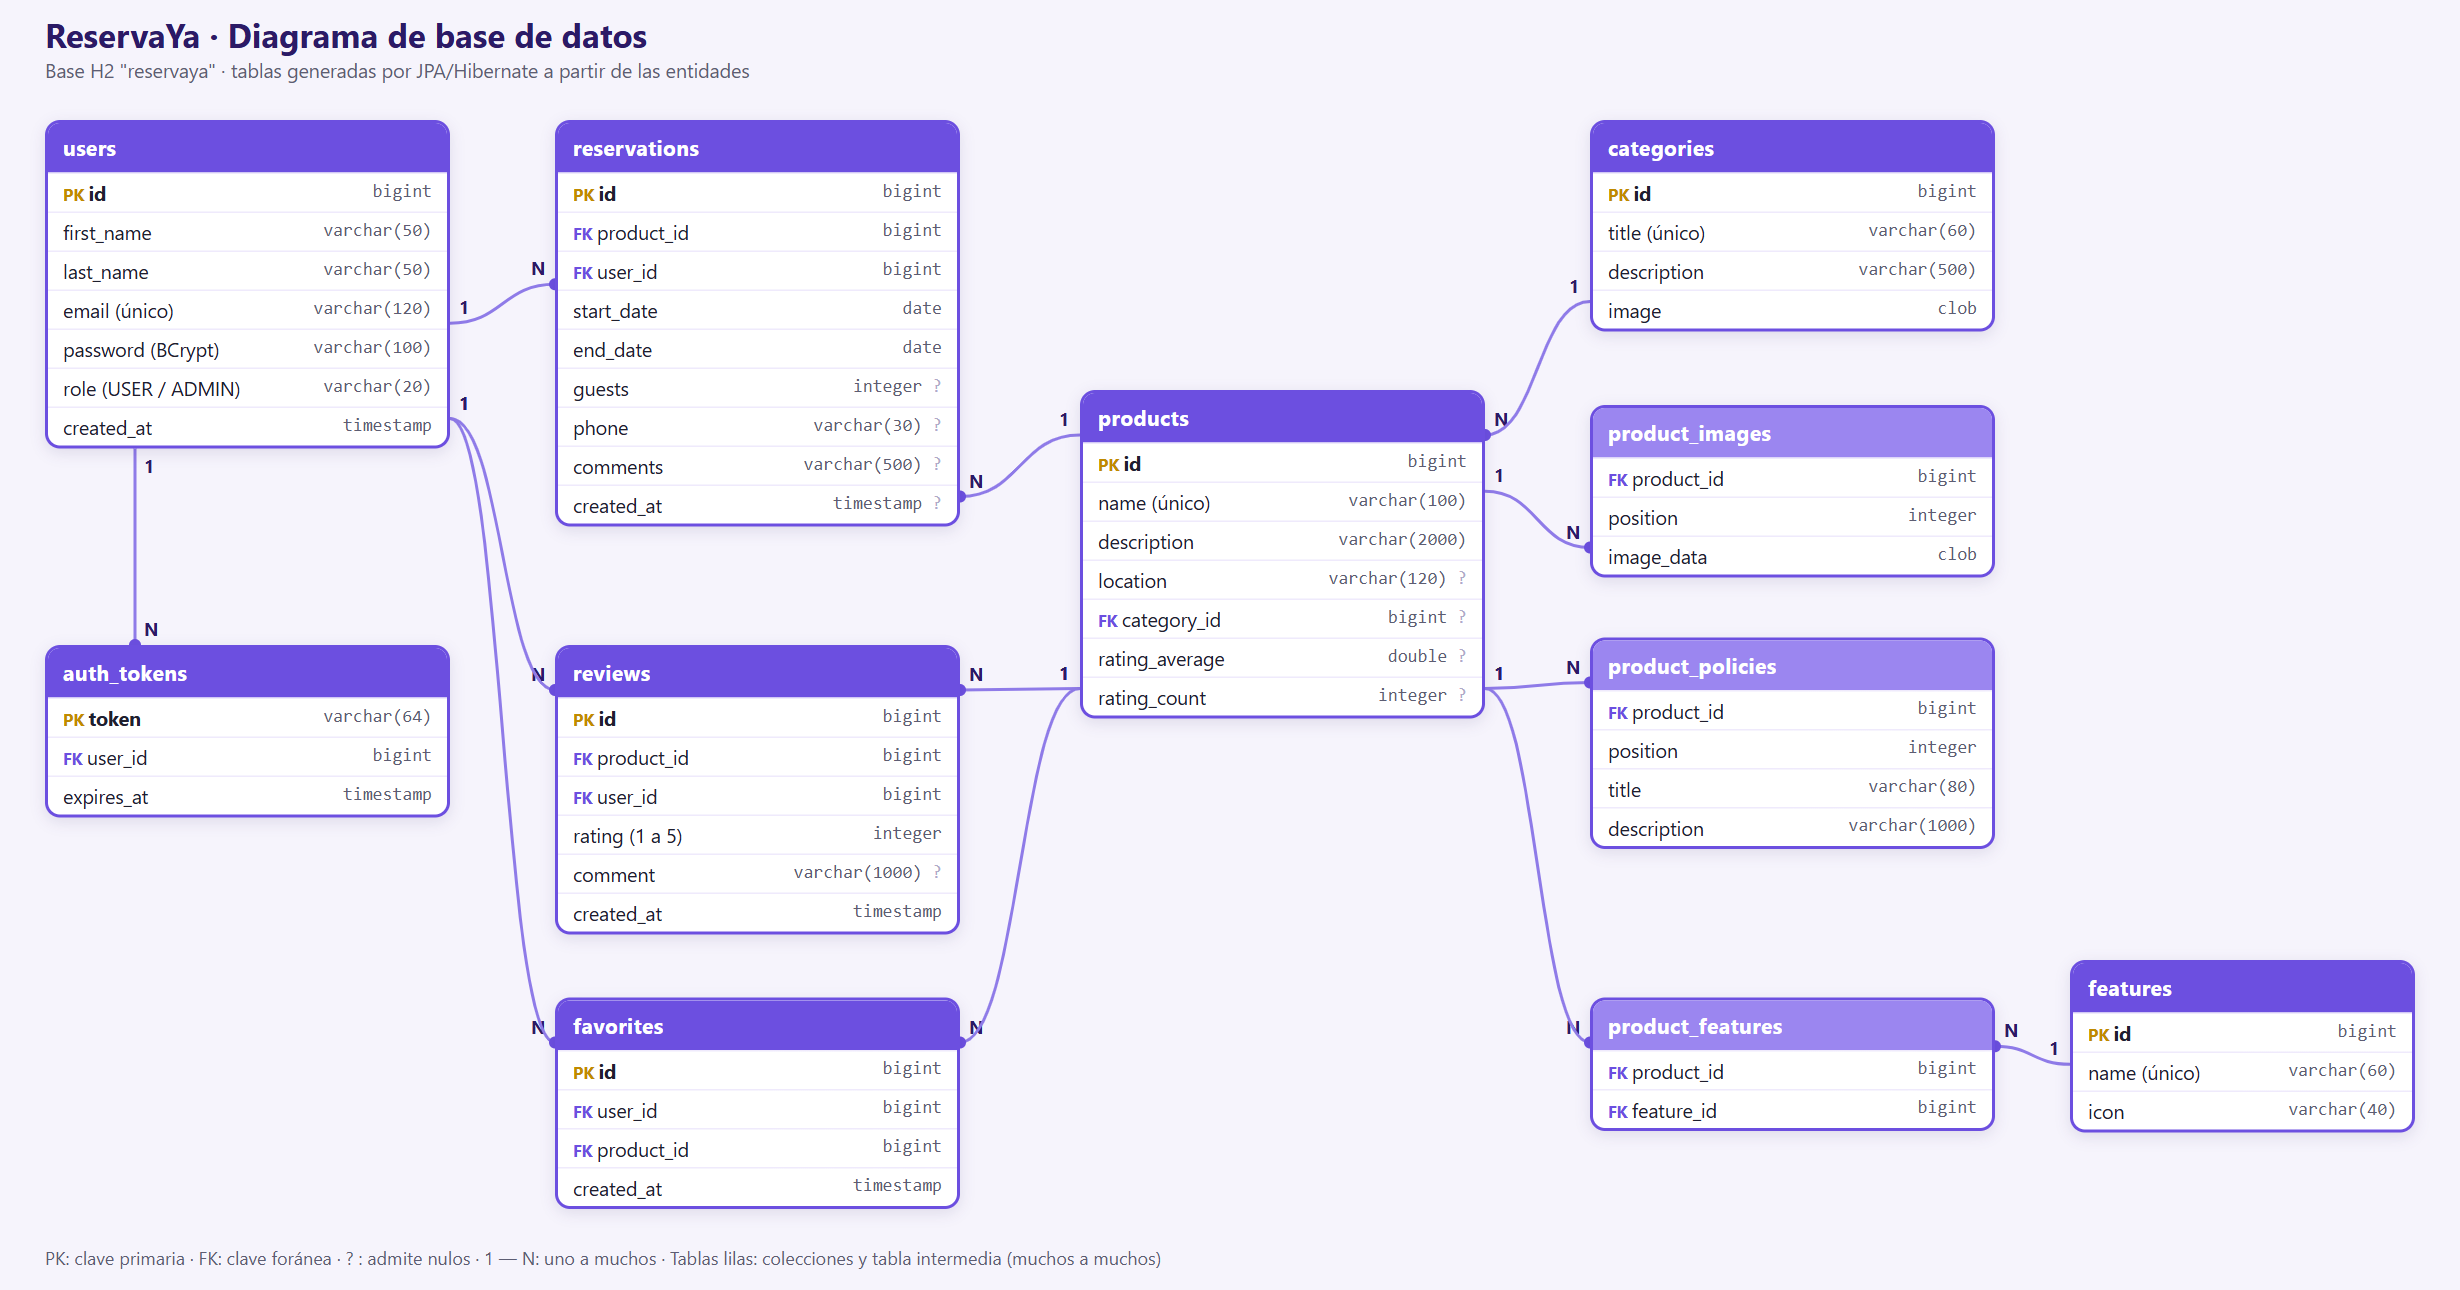 ReservaYa · Diagrama de base de datos
Base H2 "reservaya" · tablas generadas por JPA/Hibernate a partir de las entidades
users
PK id bigint
first_name varchar(50)
last_name varchar(50)
email (único) varchar(120)
password (BCrypt) varchar(100)
role (USER / ADMIN) varchar(20)
created_at timestamp
1
1
1
N
auth_tokens
PK token varchar(64)
FK user_id bigint
expires_at timestamp
N
reservations
PK id bigint
FK product_id bigint
FK user_id bigint
start_date date
end_date date
guests integer ?
phone varchar(30) ?
comments varchar(500) ?
created_at timestamp ?
N
1
N
reviews
PK id bigint
FK product_id bigint
FK user_id bigint
rating (1 a 5) integer
comment varchar(1000) ?
created_at timestamp
N
1
N
favorites
PK id bigint
FK user_id bigint
FK product_id bigint
created_at timestamp
N
products
PK id bigint
name (único) varchar(100)
description varchar(2000)
location varchar(120) ?
FK category_id bigint ?
rating_average double ?
rating_count integer ?
N
1
1
1
categories
PK id bigint
title (único) varchar(60)
description varchar(500)
image clob
N
product_images
FK product_id bigint
position integer
image_data clob
N
product_policies
FK product_id bigint
position integer
title varchar(80)
description varchar(1000)
N
product_features
FK product_id bigint
FK feature_id bigint
N
1
features
PK id bigint
name (único) varchar(60)
icon varchar(40)
PK: clave primaria · FK: clave foránea · ? : admite nulos · 1 — N: uno a muchos · Tablas lilas: colecciones y tabla intermedia (muchos a muchos)